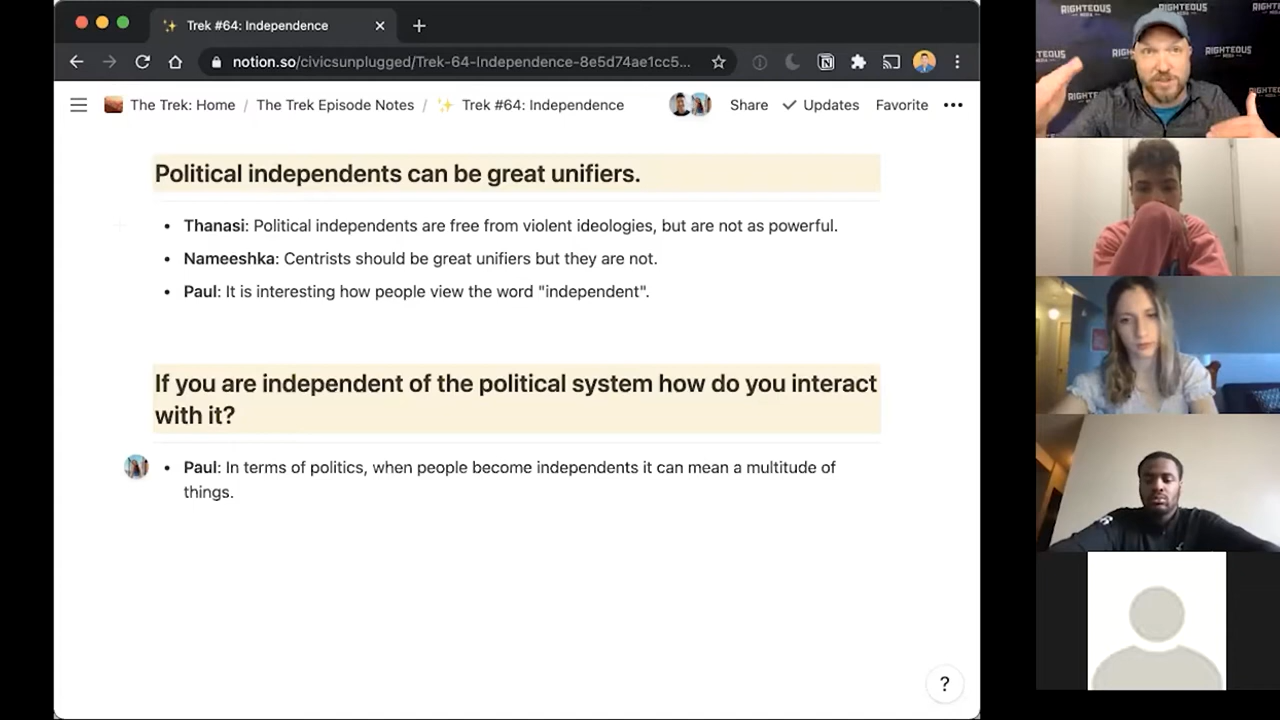 Trek #64: Independence
notion.so/civicsunplugged/Trek-64-Independence-8e5d74ae1cc5...
The Trek: Home / The Trek Episode Notes / Trek #64: Independence
Share Updates Favorite
Political independents can be great unifiers.
• Thanasi: Political independents are free from violent ideologies, but are not as powerful.
• Nameeshka: Centrists should be great unifiers but they are not.
• Paul: It is interesting how people view the word "independent".
If you are independent of the political system how do you interact
with it?
• Paul: In terms of politics, when people become independents it can mean a multitude of
things.
?
RIGHTEOUS
MEDIA
RIGHTEOUS
RIGHTEOUS
MEDIA